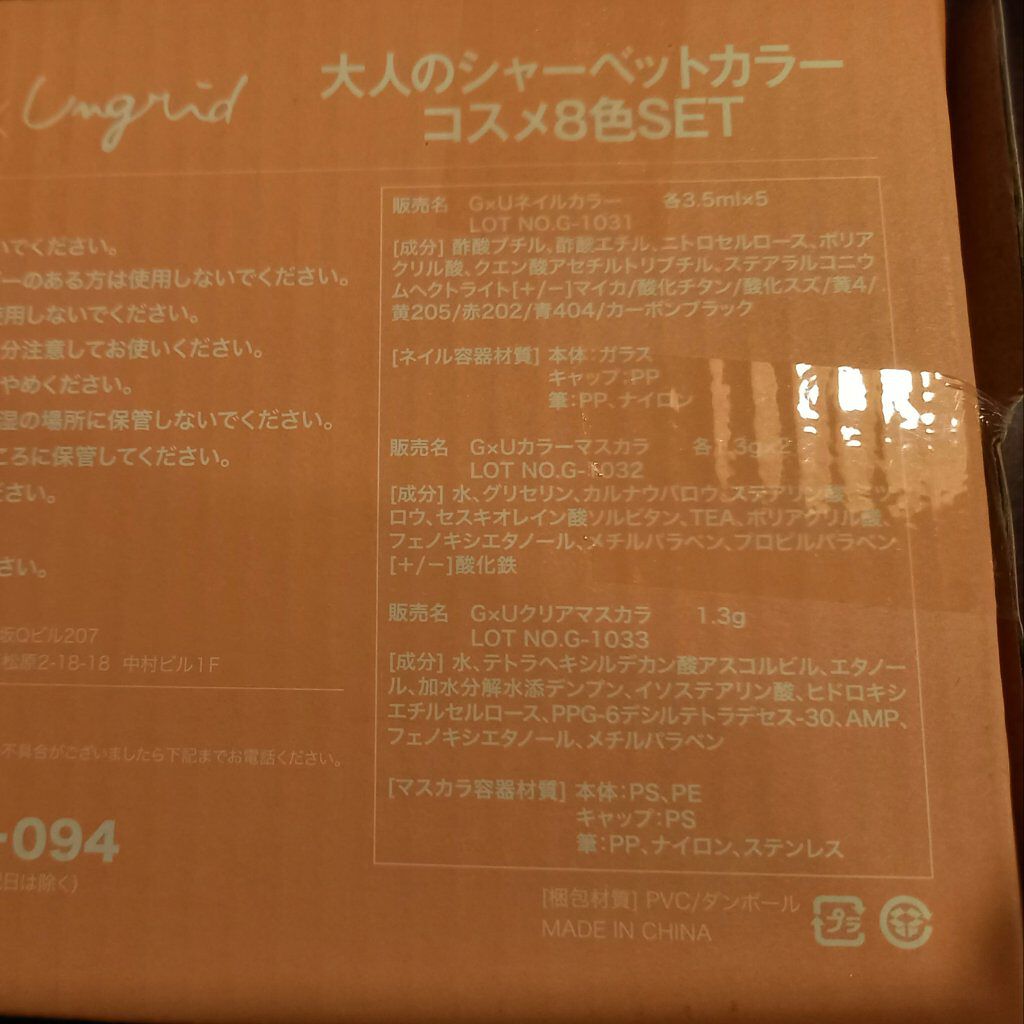 × Ungrid
大人のシャーベットカラー
コスメ8色SET
いでください。
ーのある方は使用しないでください。
使用しないでください。
分注意してお使いください。
やめください。
湿の場所に保管しないでください。
ころに保管してください。
ださい。
さい。
坂Qビル207
松原2-18-18 中村ビル1F
不具合がございましたら下記までお電話ください。
-094
祝日は除く)
販売名 G×Uネイルカラー 各3.5ml×5
LOT NO.G-1031
[成分] 酢酸ブチル、酢酸エチル、ニトロセルロース、ポリア
クリル酸、クエン酸アセチルトリブチル、ステアラルコニウ
ムヘクトライト[+/−]マイカ/酸化チタン/酸化スズ/黄4/
黄205/赤202/青404/カーボンブラック
[ネイル容器材質] 本体:ガラス
キャップ:PP
筆:PP、ナイロン
販売名 G×Uカラーマスカラ 各1.3g×2
LOT NO.G-1032
[成分] 水、グリセリン、カルナウバロウ、ステアリン酸、ミツ
ロウ、セスキオレイン酸ソルビタン、TEA、ポリアクリル酸、
フェノキシエタノール、メチルパラベン、プロピルパラベン
[+/−]酸化鉄
販売名 G×Uクリアマスカラ 1.3g
LOT NO.G-1033
[成分] 水、テトラヘキシルデカン酸アスコルビル、エタノー
ル、加水分解水添デンプン、イソステアリン酸、ヒドロキシ
エチルセルロース、PPG-6デシルテトラデセス-30、AMP、
フェノキシエタノール、メチルパラベン
[マスカラ容器材質] 本体:PS、PE
キャップ:PS
筆:PP、ナイロン、ステンレス
[梱包材質] PVC/ダンボール
MADE IN CHINA
プラ